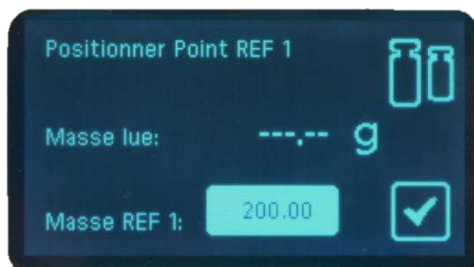 Positionner Point REF 1
Masse lue: ---.-- g
Masse REF 1: 200.00